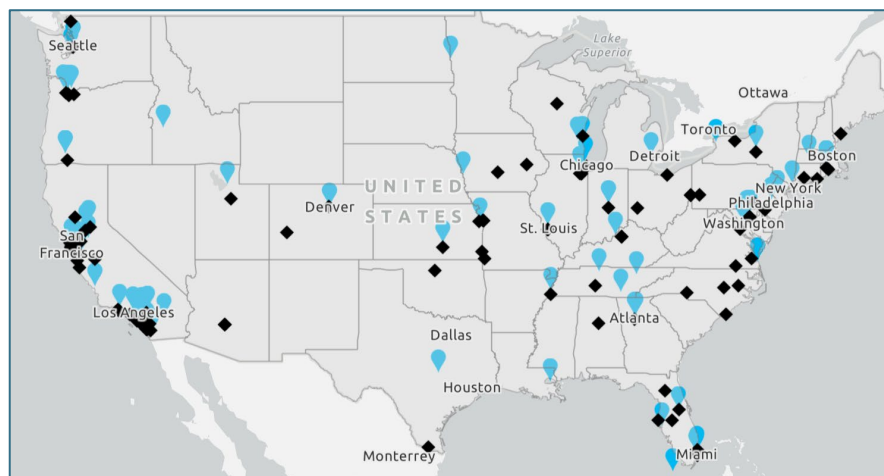 Seattle
Lake
Superior
Ottawa
Toronto
Boston
Detroit
Chicago
New York
Philadelphia
UNITED
STATES
Denver
St. Louis
Washington
San
Francisco
Los Angeles
Atlanta
Dallas
Houston
Monterrey
Miami